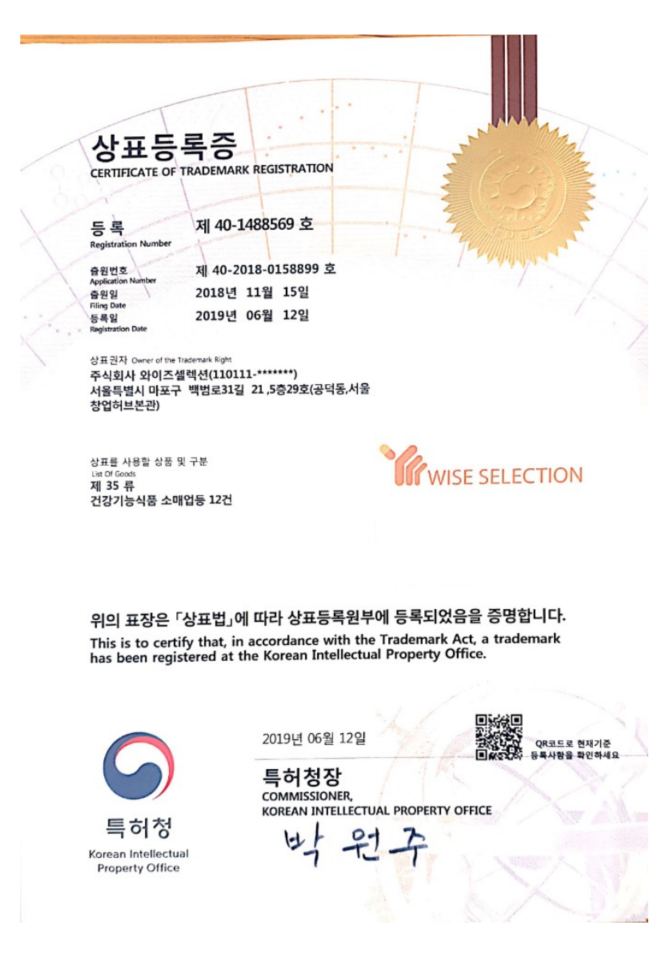 상표등록증
CERTIFICATE OF TRADEMARK REGISTRATION
등록 제 40-1488569 호
Registration Number
출원번호 제 40-2018-0158899 호
Application Number
출원일 2018년 11월 15일
Filing Date
등록일 2019년 06월 12일
Registration Date
상표권자 Owner of the Trademark Right
주식회사 와이즈셀렉션(110111-*******)
서울특별시 마포구 백범로31길 21 ,5층29호(공덕동,서울
창업허브본관)
상표를 사용할 상품 및 구분
List Of Goods
제 35 류
건강기능식품 소매업등 12건
WISE SELECTION
위의 표장은 「상표법」에 따라 상표등록원부에 등록되었음을 증명합니다.
This is to certify that, in accordance with the Trademark Act, a trademark
has been registered at the Korean Intellectual Property Office.
2019년 06월 12일
QR코드로 현재기준
등록사항을 확인하세요
특허청장
COMMISSIONER,
KOREAN INTELLECTUAL PROPERTY OFFICE
박원주
특허청
Korean Intellectual
Property Office